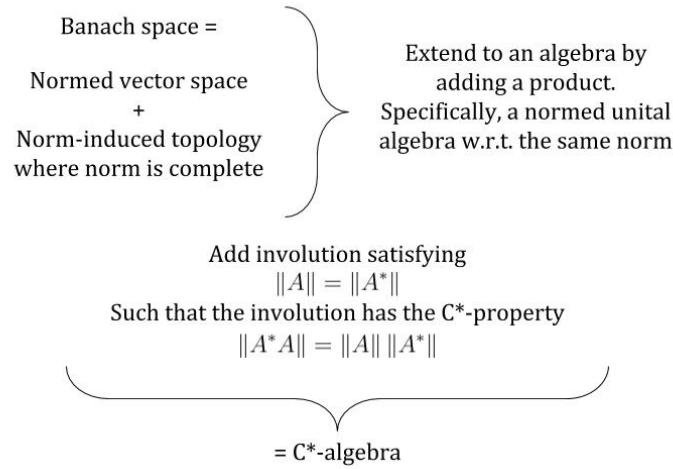 Banach space =
Normed vector space
+
Norm-induced topology
where norm is complete
Extend to an algebra by
adding a product.
Specifically, a normed unital
algebra w.r.t. the same norm
Add involution satisfying
‖A‖ = ‖A*‖
Such that the involution has the C*-property
‖A*A‖ = ‖A‖ ‖A*‖
= C*-algebra